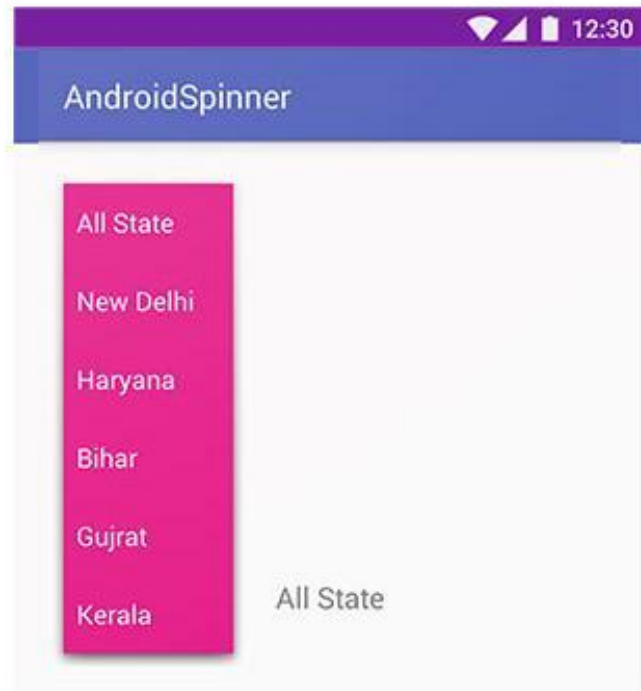 12:30
AndroidSpinner
All State
New Delhi
Haryana
Bihar
Gujrat
Kerala
All State